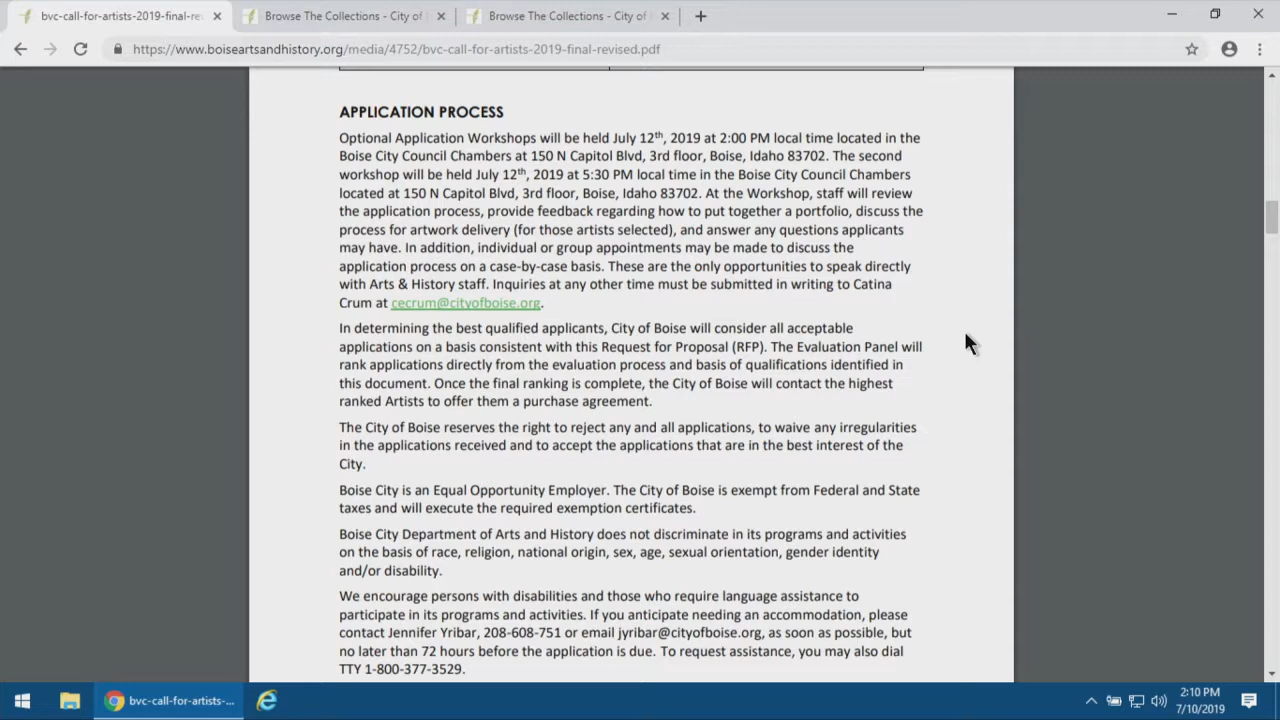 bvc-call-for-artists-2019-final-rev
Browse The Collections - City of
Browse The Collections - City of
https://www.boiseartsandhistory.org/media/4752/bvc-call-for-artists-2019-final-revised.pdf
APPLICATION PROCESS
Optional Application Workshops will be held July 12th, 2019 at 2:00 PM local time located in the
Boise City Council Chambers at 150 N Capitol Blvd, 3rd floor, Boise, Idaho 83702. The second
workshop will be held July 12th, 2019 at 5:30 PM local time in the Boise City Council Chambers
located at 150 N Capitol Blvd, 3rd floor, Boise, Idaho 83702. At the Workshop, staff will review
the application process, provide feedback regarding how to put together a portfolio, discuss the
process for artwork delivery (for those artists selected), and answer any questions applicants
may have. In addition, individual or group appointments may be made to discuss the
application process on a case-by-case basis. These are the only opportunities to speak directly
with Arts & History staff. Inquiries at any other time must be submitted in writing to Catina
Crum at cecrum@cityofboise.org.
In determining the best qualified applicants, City of Boise will consider all acceptable
applications on a basis consistent with this Request for Proposal (RFP). The Evaluation Panel will
rank applications directly from the evaluation process and basis of qualifications identified in
this document. Once the final ranking is complete, the City of Boise will contact the highest
ranked Artists to offer them a purchase agreement.
The City of Boise reserves the right to reject any and all applications, to waive any irregularities
in the applications received and to accept the applications that are in the best interest of the
City.
Boise City is an Equal Opportunity Employer. The City of Boise is exempt from Federal and State
taxes and will execute the required exemption certificates.
Boise City Department of Arts and History does not discriminate in its programs and activities
on the basis of race, religion, national origin, sex, age, sexual orientation, gender identity
and/or disability.
We encourage persons with disabilities and those who require language assistance to
participate in its programs and activities. If you anticipate needing an accommodation, please
contact Jennifer Yribar, 208-608-751 or email jyribar@cityofboise.org, as soon as possible, but
no later than 72 hours before the application is due. To request assistance, you may also dial
TTY 1-800-377-3529.
bvc-call-for-artists-...
2:10 PM
7/10/2019